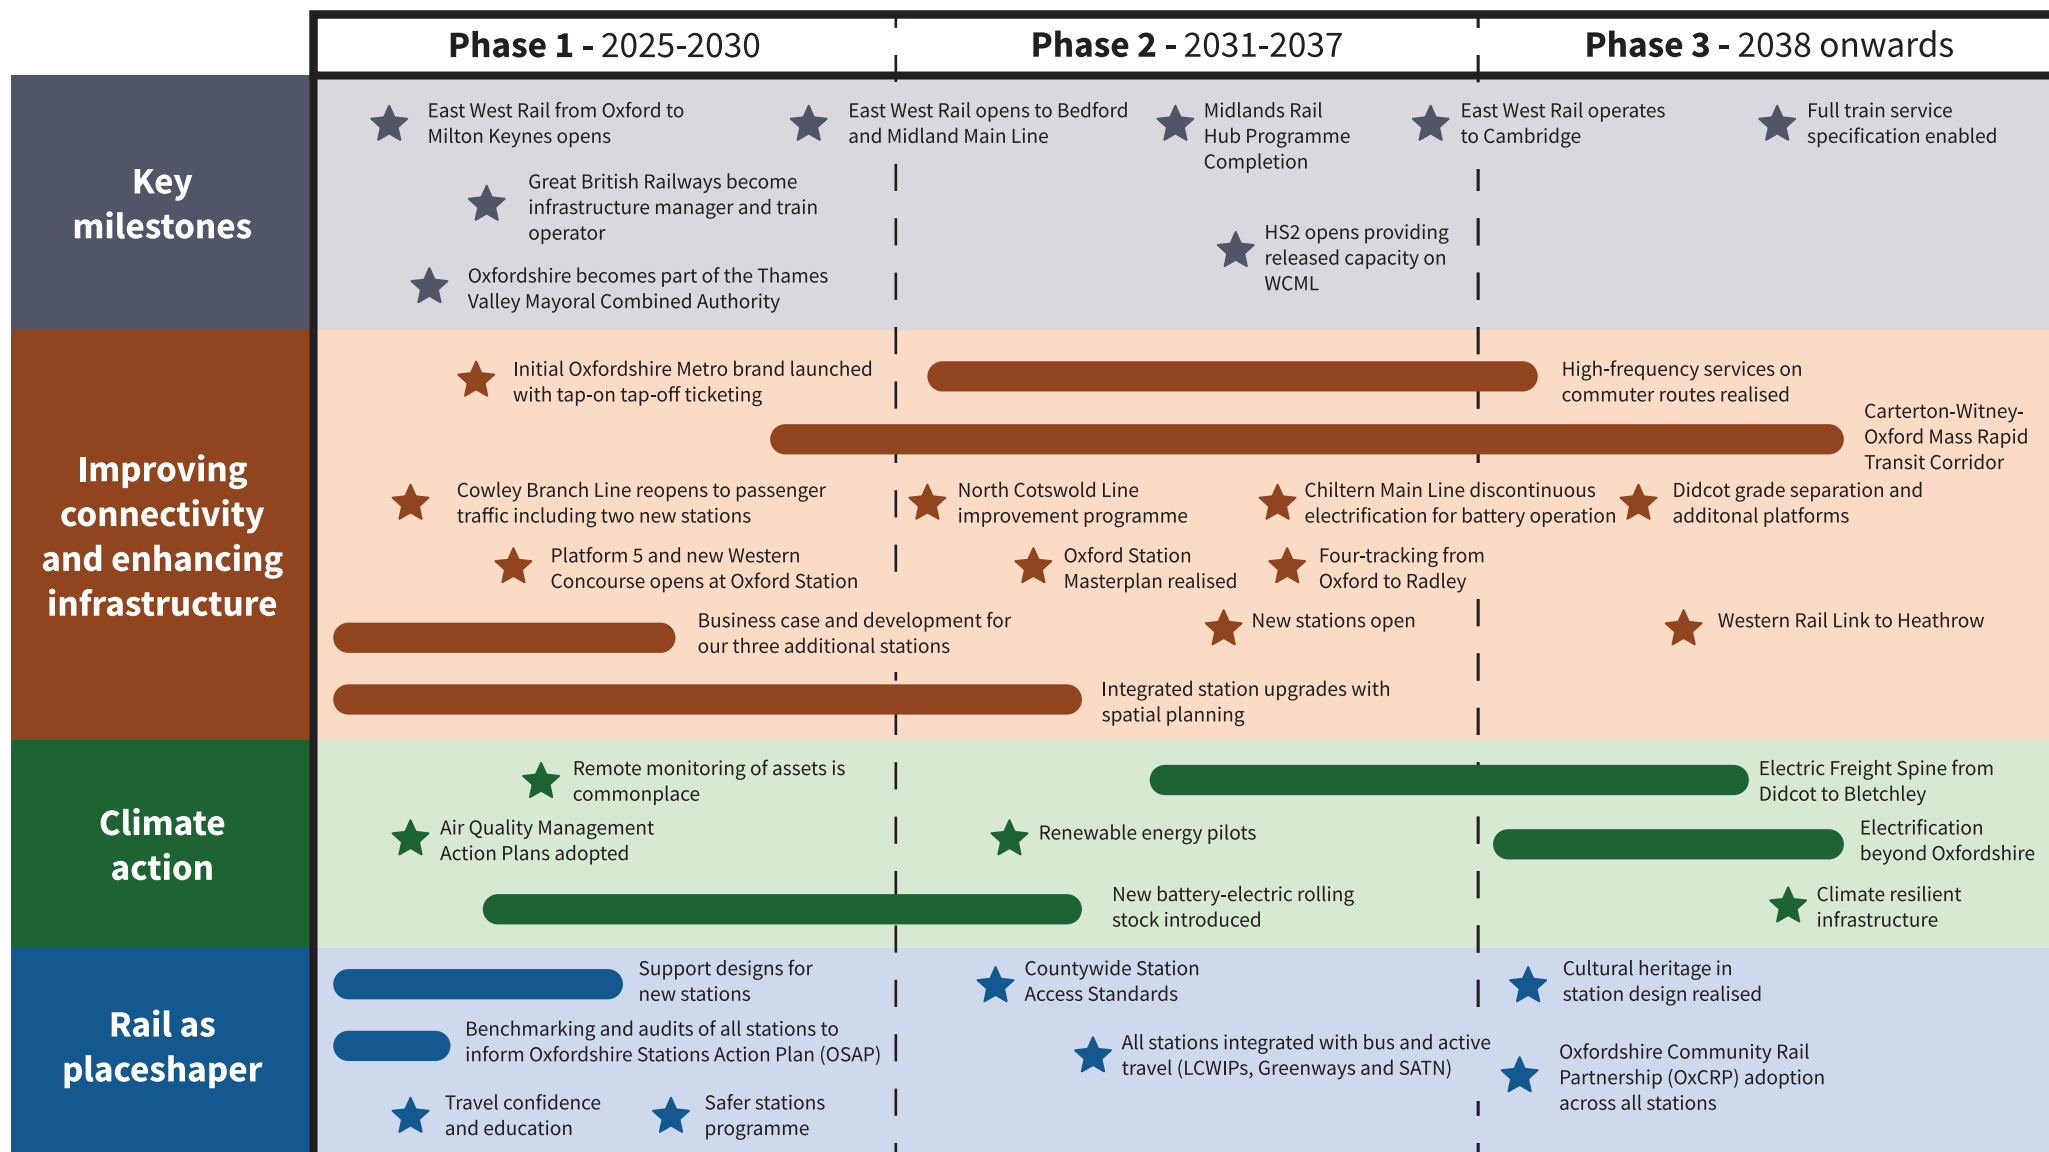 Phase 1 - 2025-2030
Phase 2 - 2031-2037
Phase 3 - 2038 onwards
Key
milestones
East West Rail from Oxford to
Milton Keynes opens
East West Rail opens to Bedford
and Midland Main Line
Midlands Rail
Hub Programme
Completion
East West Rail operates
to Cambridge
Full train service
specification enabled
Great British Railways become
infrastructure manager and train
operator
HS2 opens providing
released capacity on
WCML
Oxfordshire becomes part of the Thames
Valley Mayoral Combined Authority
Improving
connectivity
and enhancing
infrastructure
Initial Oxfordshire Metro brand launched
with tap-on tap-off ticketing
High-frequency services on
commuter routes realised
Carterton-Witney-
Oxford Mass Rapid
Transit Corridor
Cowley Branch Line reopens to passenger
traffic including two new stations
North Cotswold Line
improvement programme
Chiltern Main Line discontinuous
electrification for battery operation
Didcot grade separation and
additonal platforms
Platform 5 and new Western
Concourse opens at Oxford Station
Oxford Station
Masterplan realised
Four-tracking from
Oxford to Radley
Business case and development for
our three additional stations
New stations open
Western Rail Link to Heathrow
Integrated station upgrades with
spatial planning
Climate
action
Remote monitoring of assets is
commonplace
Electric Freight Spine from
Didcot to Bletchley
Air Quality Management
Action Plans adopted
Renewable energy pilots
Electrification
beyond Oxfordshire
New battery-electric rolling
stock introduced
Climate resilient
infrastructure
Rail as
placeshaper
Support designs for
new stations
Countywide Station
Access Standards
Cultural heritage in
station design realised
Benchmarking and audits of all stations to
inform Oxfordshire Stations Action Plan (OSAP)
All stations integrated with bus and active
travel (LCWIPs, Greenways and SATN)
Oxfordshire Community Rail
Partnership (OxCRP) adoption
across all stations
Travel confidence
and education
Safer stations
programme